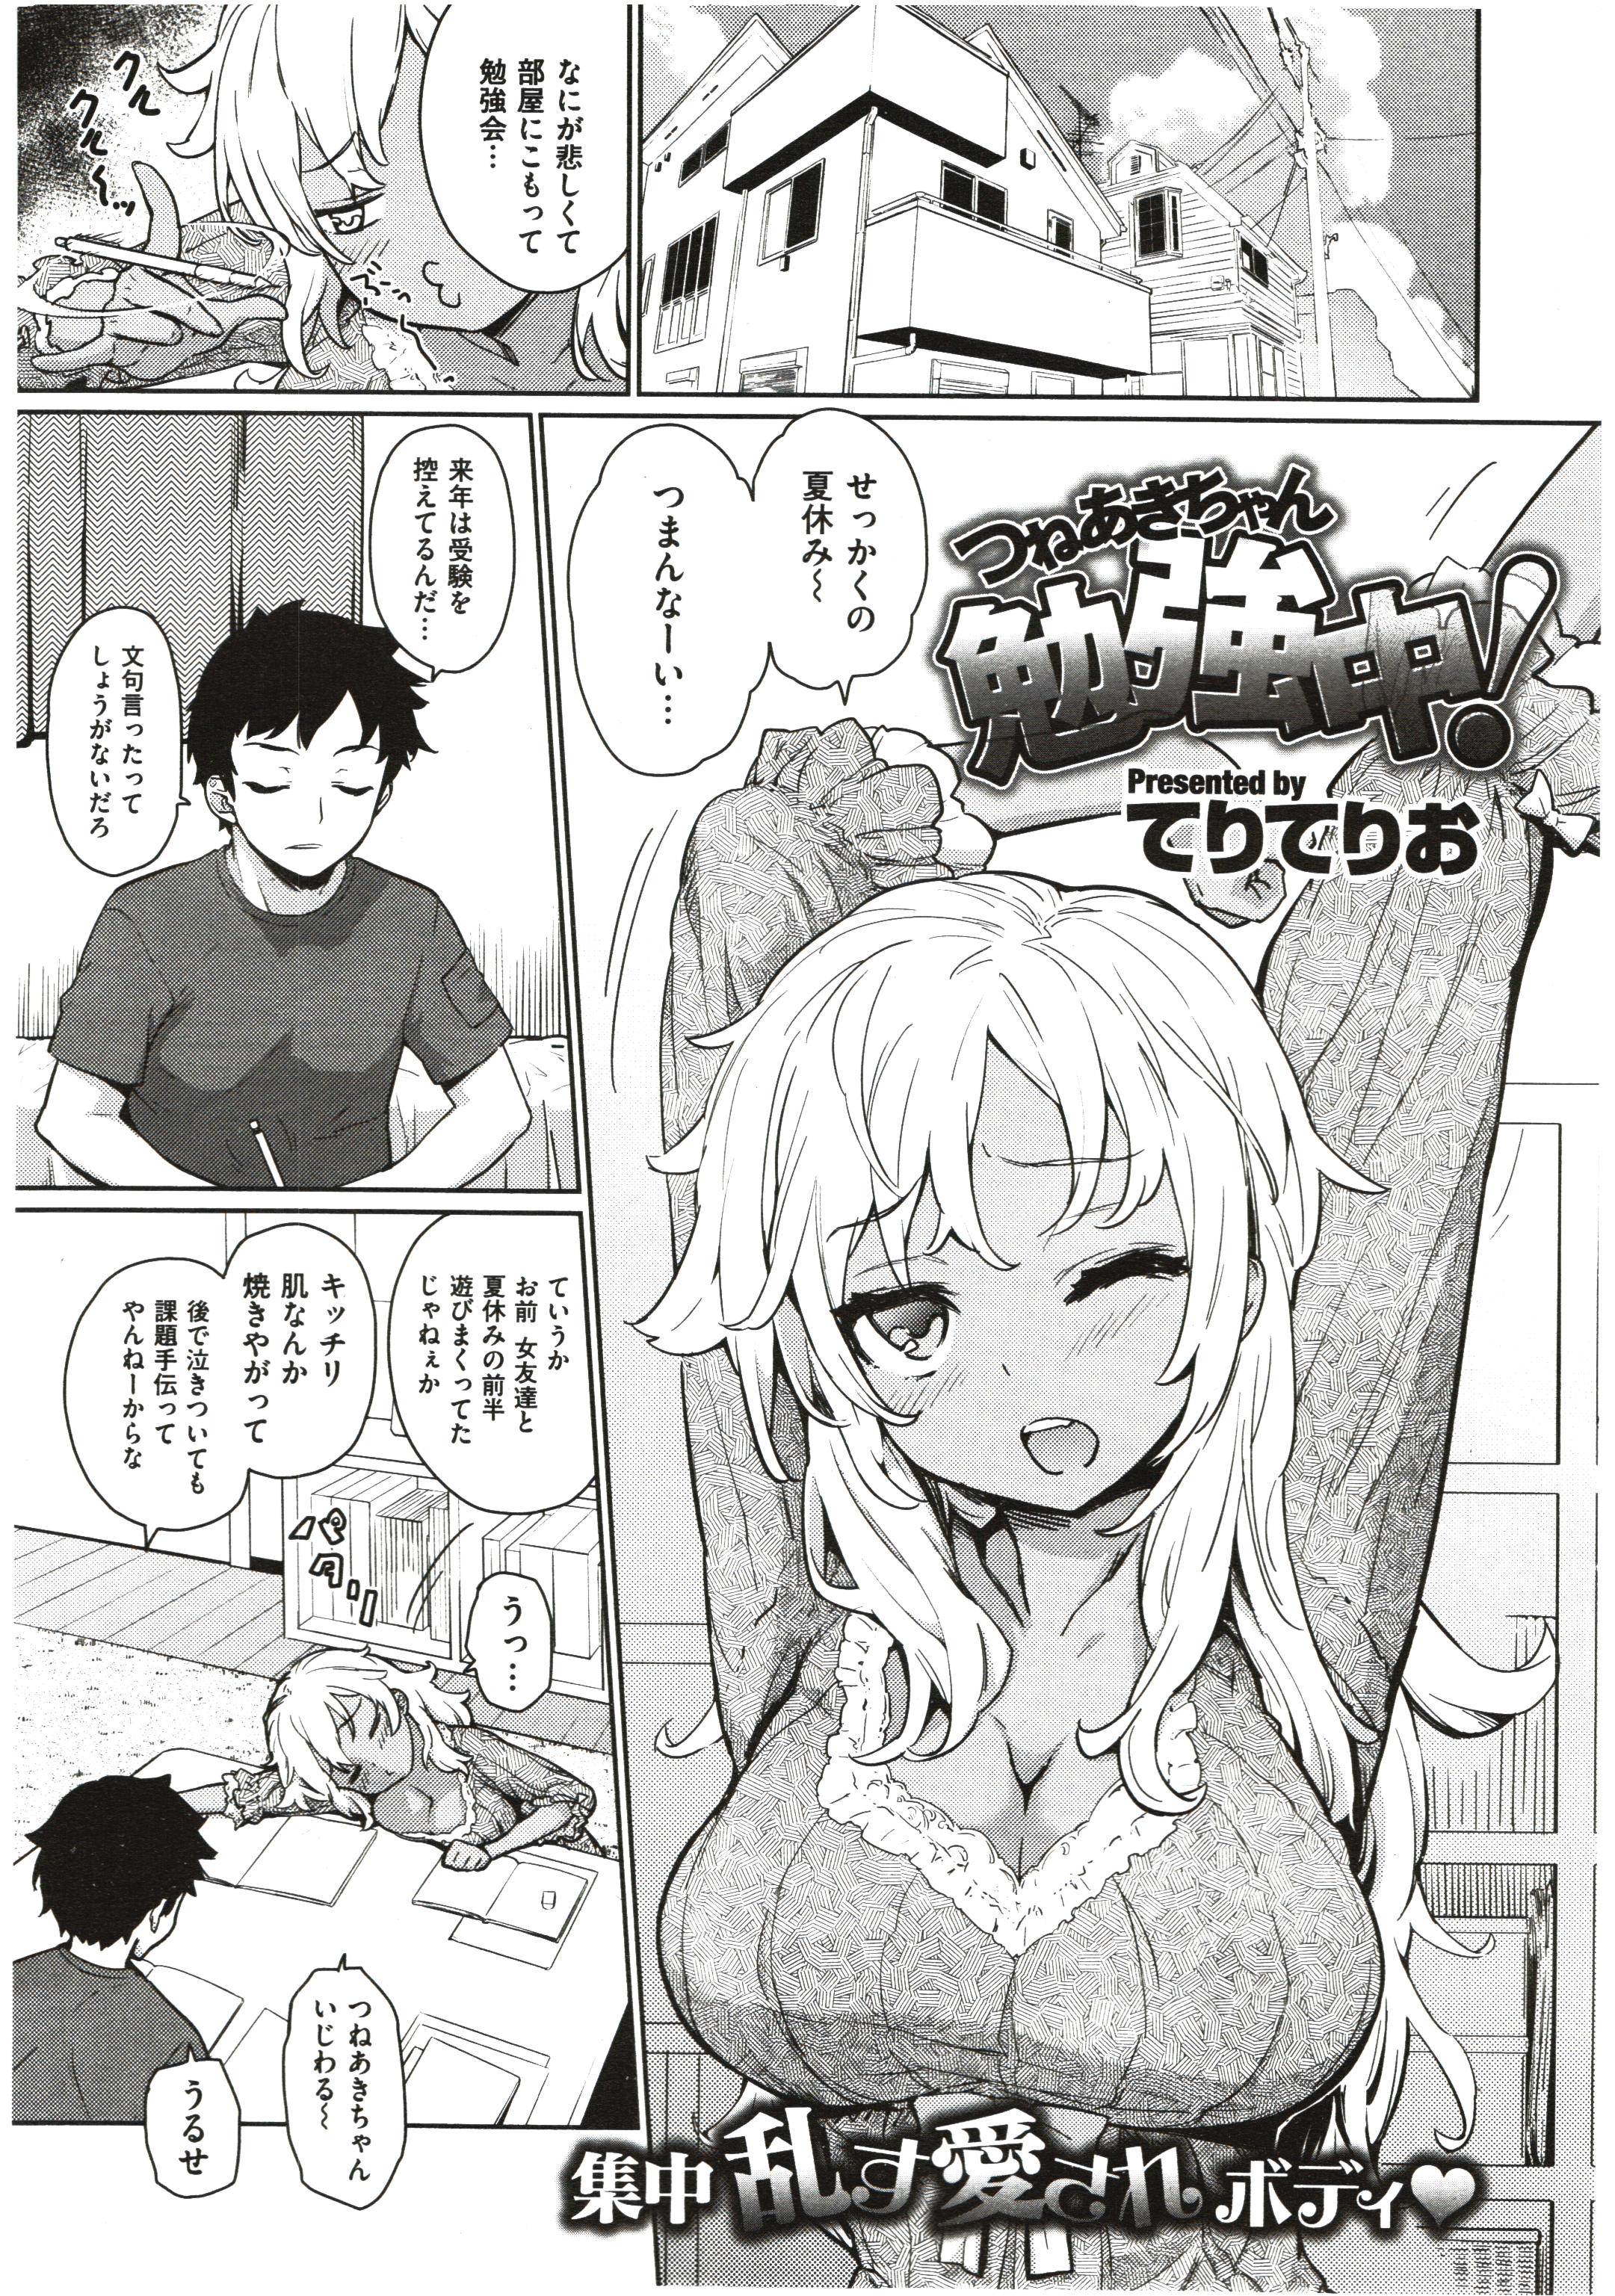 なにが悲しくて
部屋にこもって
勉強会…
クル
クル〜ッ
ぶーっ
つねあきちゃん
勉強中!
Presented by
てりてりお
せっかくの
夏休み〜
つまんなーい…
来年は受験を
控えてるんだ…
文句言ったって
しょうがないだろ
ていうか
お前 女友達と
夏休みの前半
遊びまくってた
じゃねぇか
キッチリ
肌なんか
焼きやがって
後で泣きついても
課題手伝って
やんねーからな
パタリ
うっ…
つねあきちゃん
いじわる〜
うるせ
集中乱す愛されボディ♥